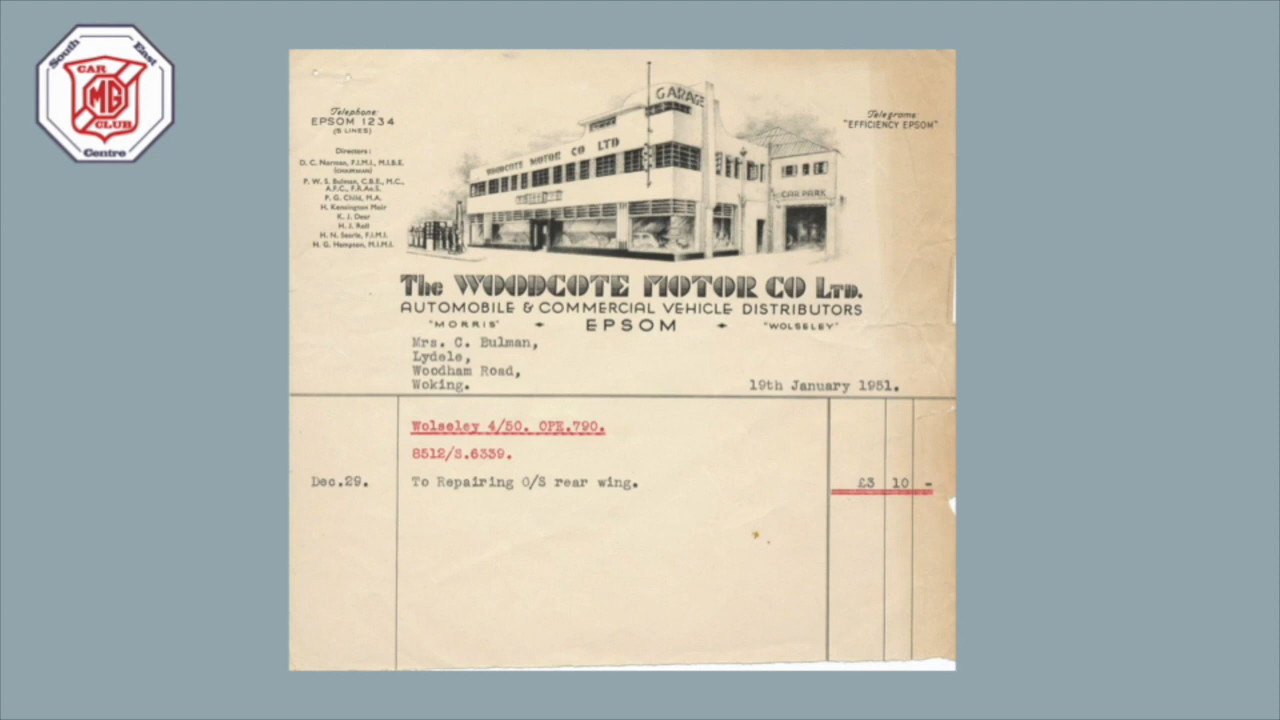 South East
CAR
MG
CLUB
Centre
Telephone:
EPSOM 1234
(5 LINES)
Directors:
D. C. Norman, F.I.M.I., M.I.B.E.
(CHAIRMAN)
P. W. S. Bulman, C.B.E., M.C.,
A.F.C., F.R.Ae.S.
P. G. Child, M.A.
H. Kensington Moir
K. J. Dear
H. J. Rait
H. N. Searle, F.I.M.I.
H. G. Hampton, M.I.M.I.
GARAGE
WOODCOTE MOTOR CO LTD
CAR PARK
Telegrams:
"EFFICIENCY EPSOM"
The WOODCOTE MOTOR CO LTD.
AUTOMOBILE & COMMERCIAL VEHICLE DISTRIBUTORS
"MORRIS" EPSOM "WOLSELEY"
Mrs. C. Bulman,
Lydele,
Woodham Road,
Woking. 19th January 1951.
Wolseley 4/50. OPE.790.
8512/S.6339.
Dec.29. To Repairing O/S rear wing. £3 10 -